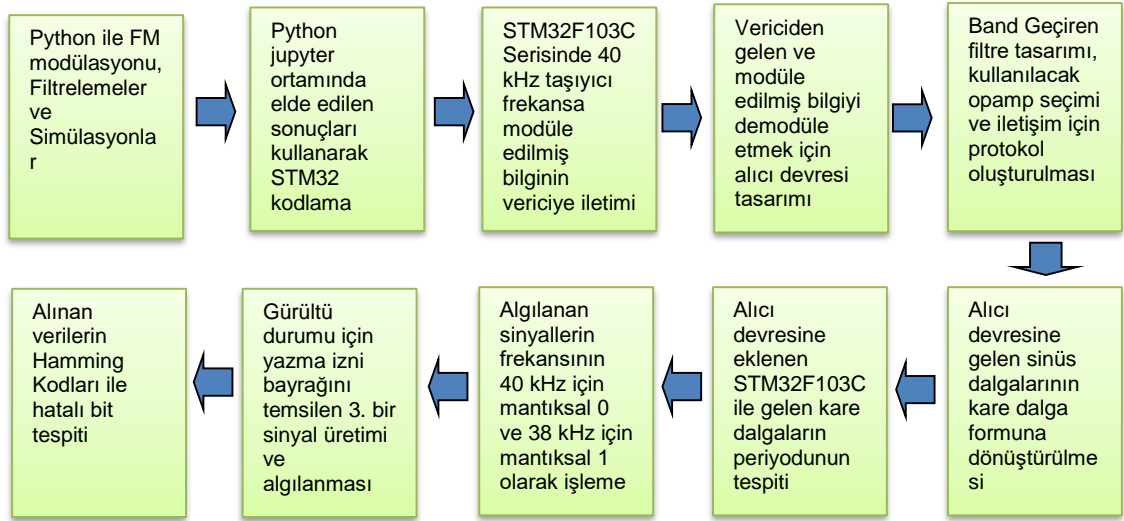 Python ile FM
modülasyonu,
Filtrelemeler
ve
Simülasyonla
r
Python
jupyter
ortamında
elde edilen
sonuçları
kullanarak
STM32
kodlama
STM32F103C
Serisinde 40
kHz taşıyıcı
frekansa
modüle
edilmiş
bilginin
vericiye iletimi
Vericiden
gelen ve
modüle
edilmiş bilgiyi
demodüle
etmek için
alıcı devresi
tasarımı
Band Geçiren
filtre tasarımı,
kullanılacak
opamp seçimi
ve iletişim için
protokol
oluşturulması
Alıcı
devresine
gelen sinüs
dalgalarının
kare dalga
formuna
dönüştürülme
si
Alıcı
devresine
eklenen
STM32F103C
ile gelen kare
dalgaların
periyodunun
tespiti
Algılanan
sinyallerin
frekansının
40 kHz için
mantıksal 0
ve 38 kHz için
mantıksal 1
olarak işleme
Gürültü
durumu için
yazma izni
bayrağını
temsilen 3. bir
sinyal üretimi
ve
algılanması
Alınan
verilerin
Hamming
Kodları ile
hatalı bit
tespiti